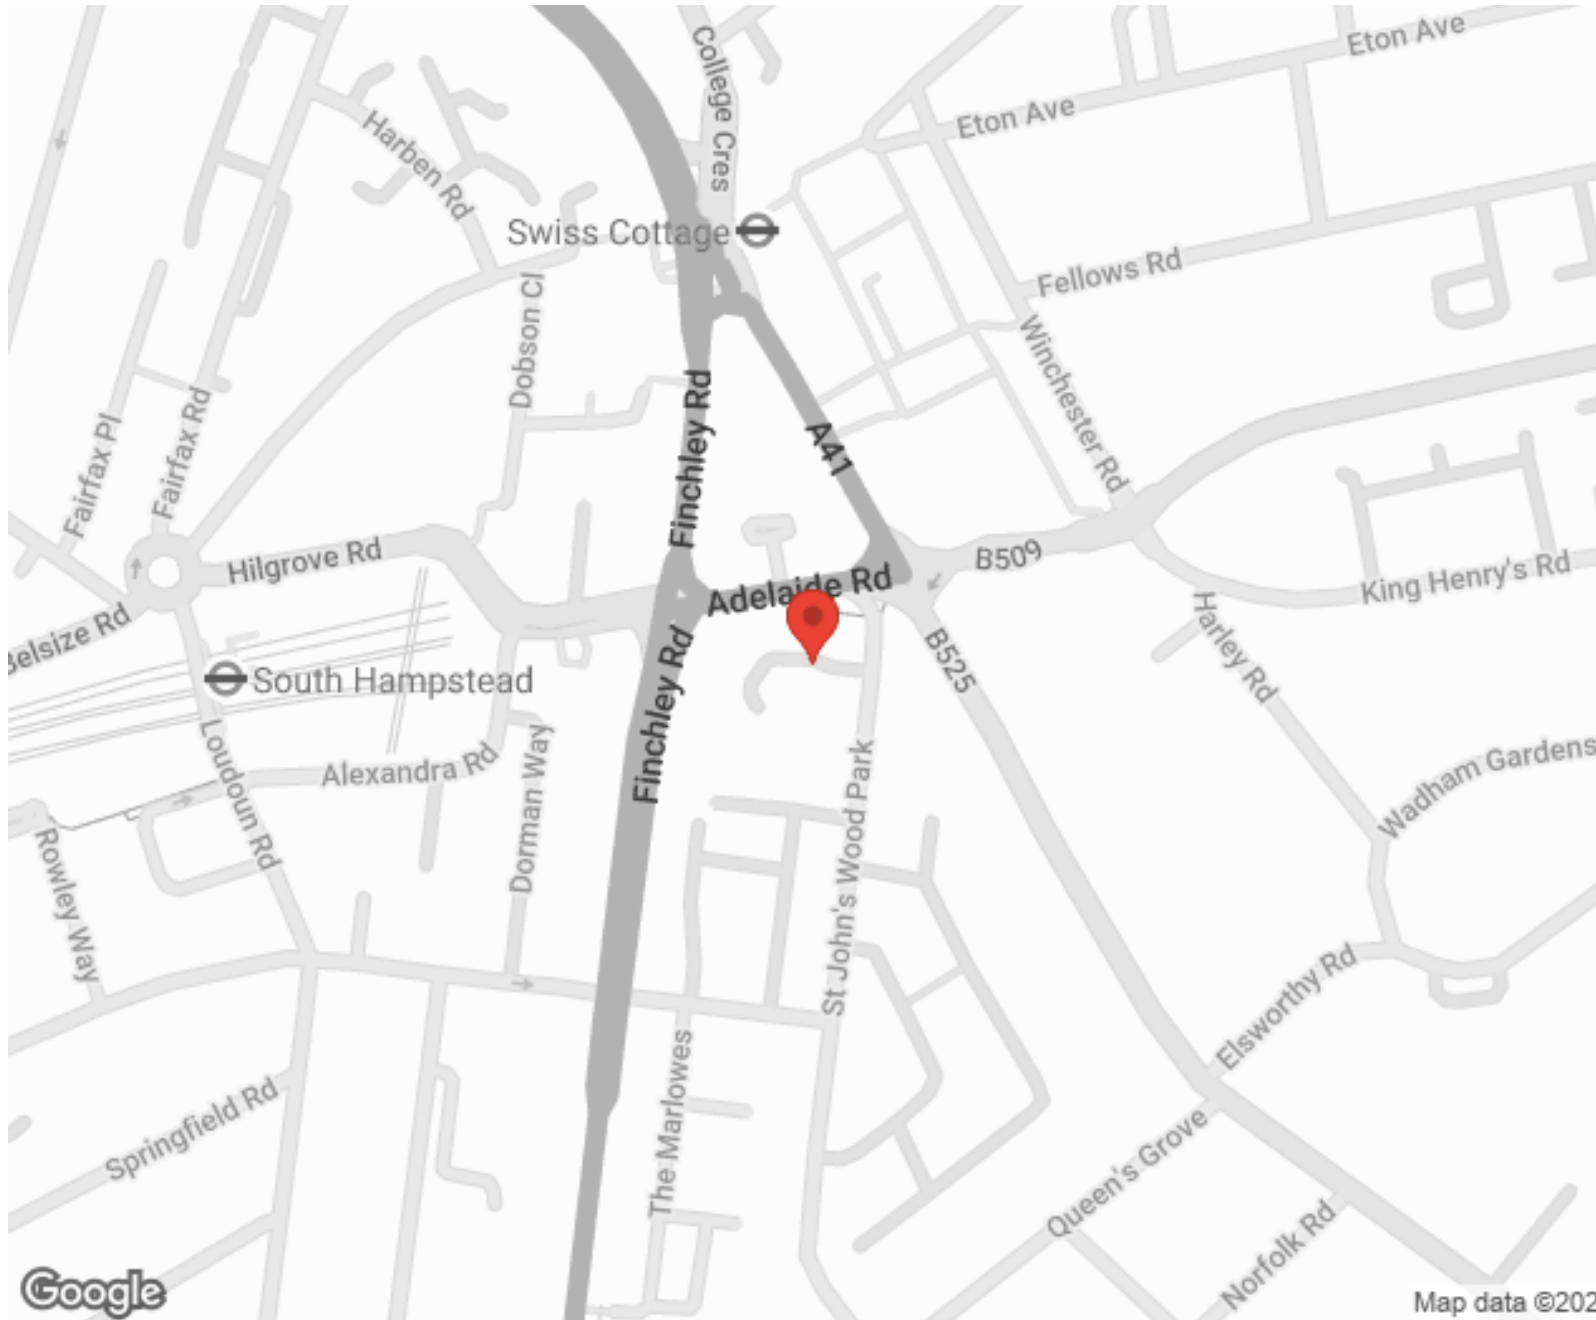 Eton Ave
College Cres
Eton Ave
Harben Rd
Swiss Cottage
Fellows Rd
Dobson Cl
Winchester Rd
Fairfax Rd
Finchley Rd
A41
Fairfax Pl
Hilgrove Rd
B509
King Henry's Rd
Adelaide Rd
Belsize Rd
Harley Rd
B525
South Hampstead
Finchley Rd
Loudoun Rd
Alexandra Rd
Dorman Way
St John's Wood Park
Wadham Gardens
Rowley Way
Elsworthy Rd
Springfield Rd
The Marlowes
Queen's Grove
Norfolk Rd
Google
Map data ©202